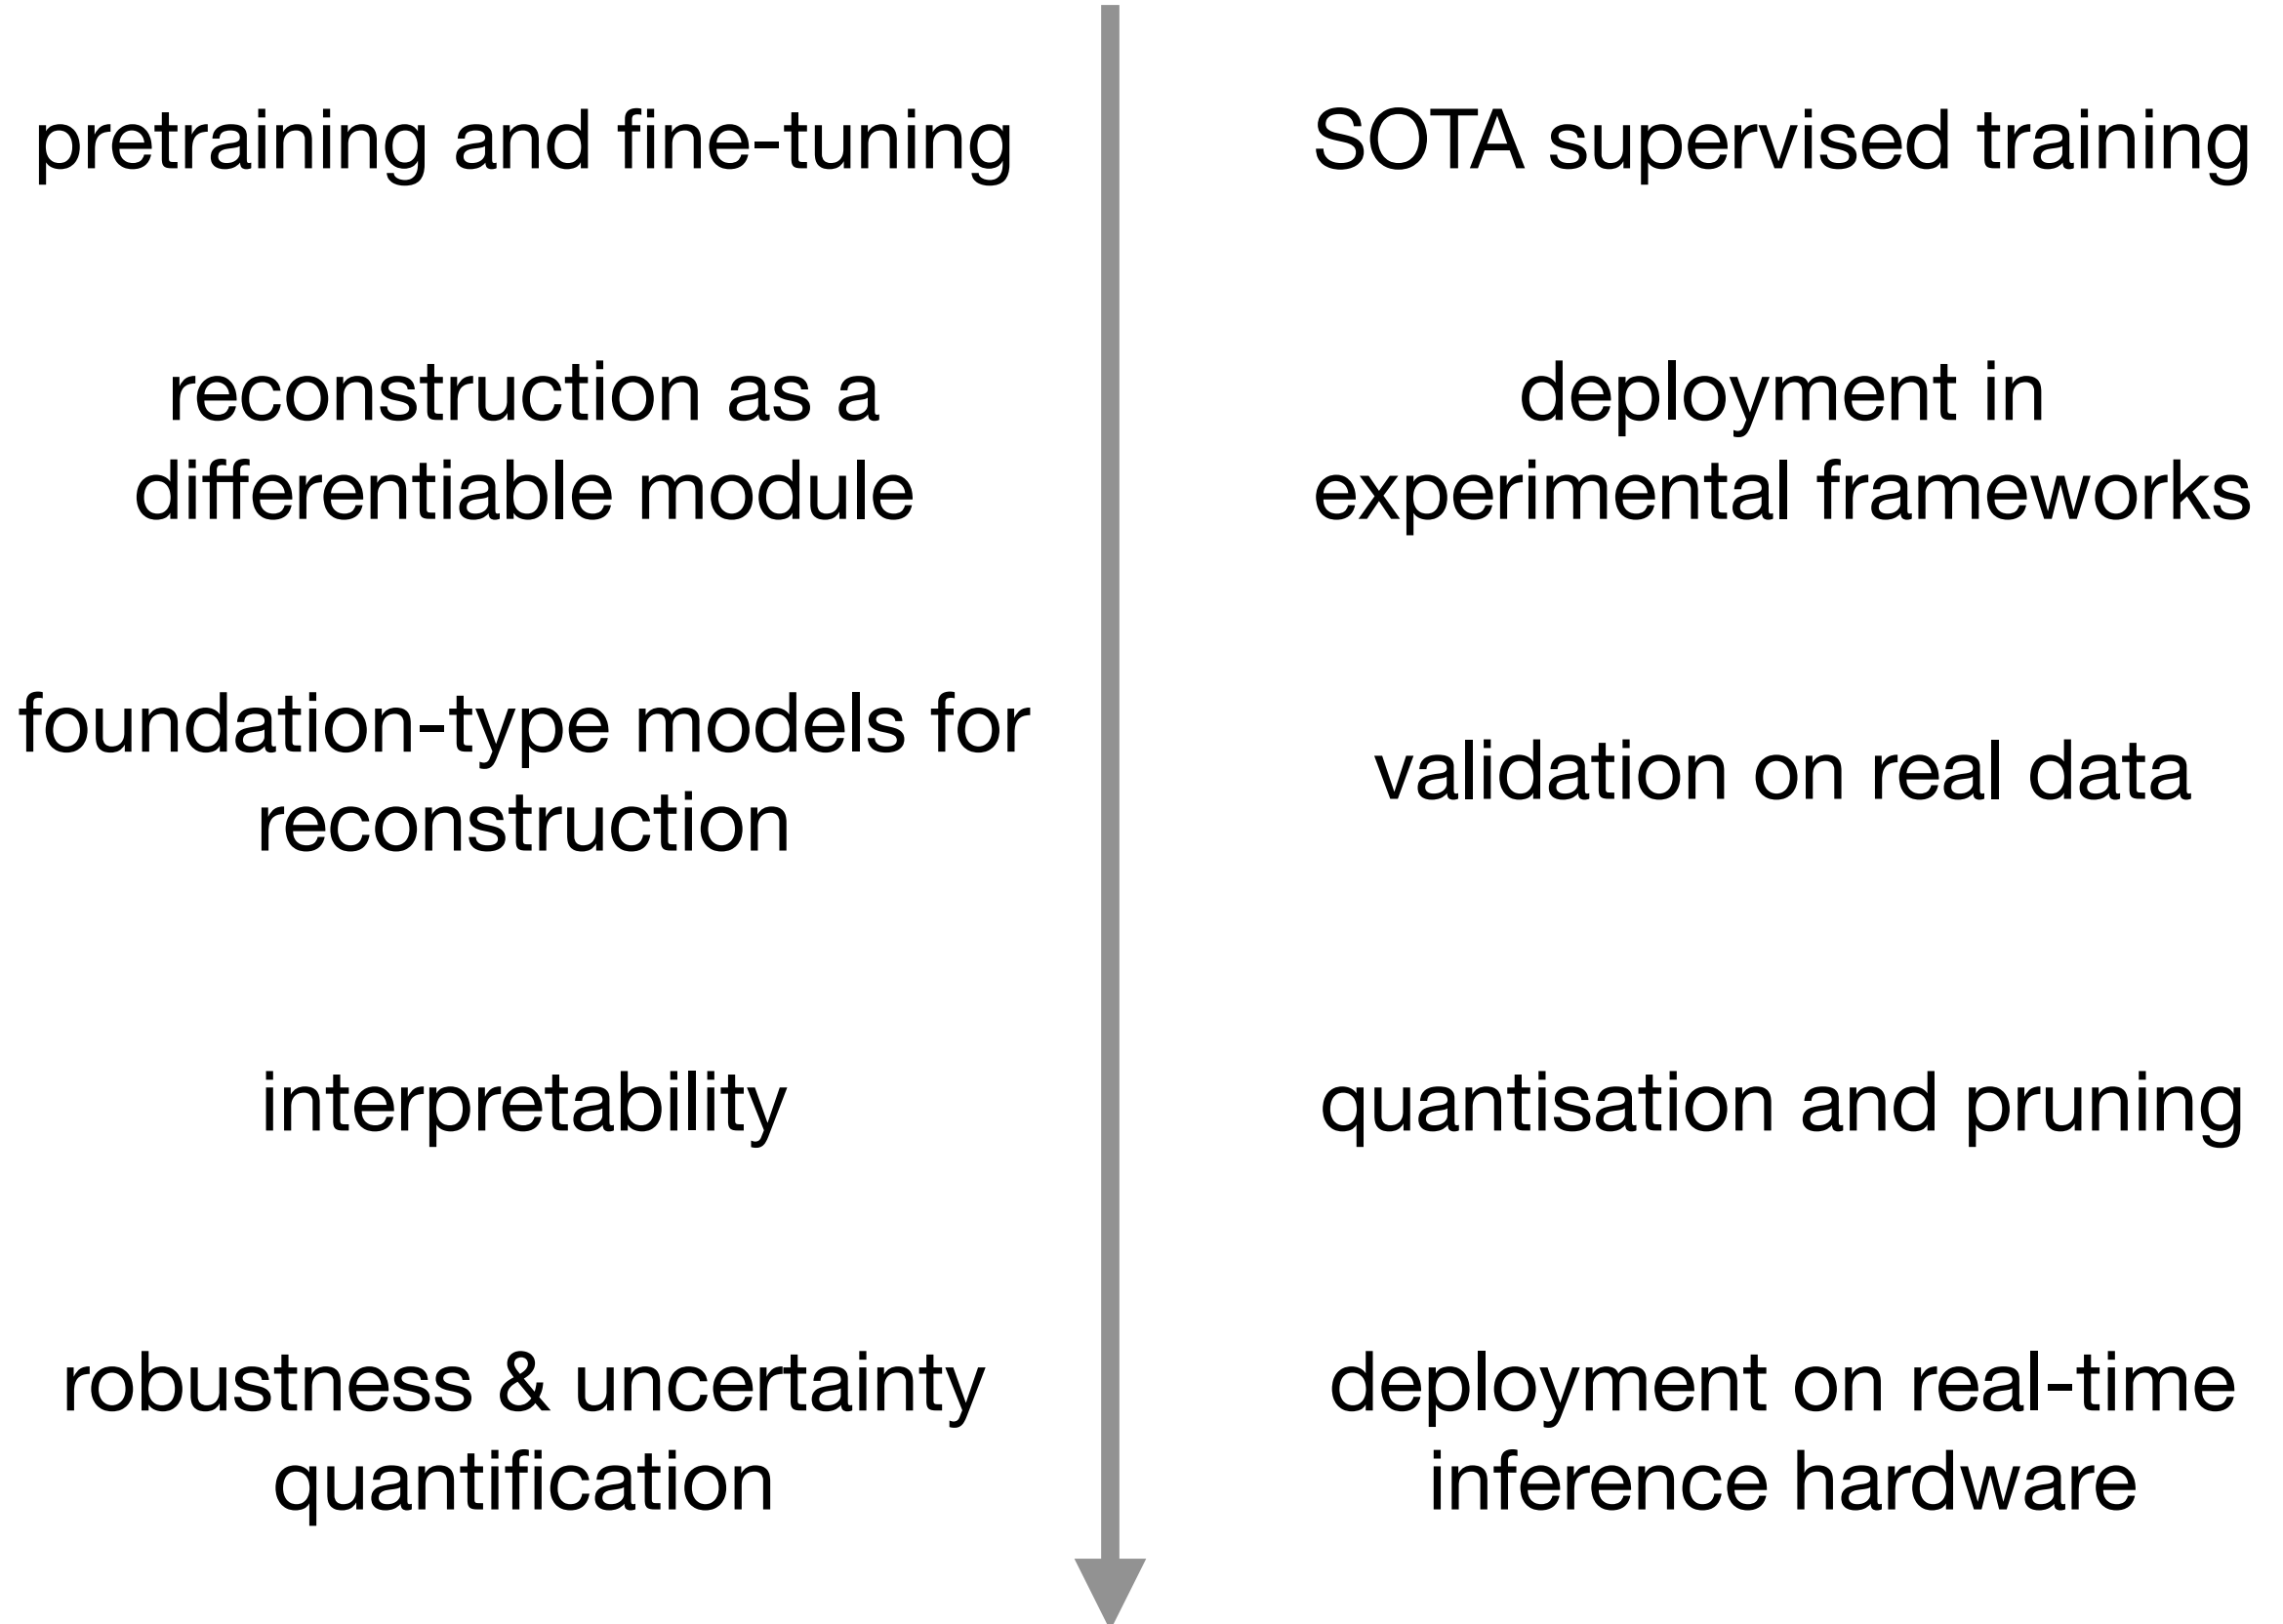 pretraining and fine-tuning
SOTA supervised training
reconstruction as a
differentiable module
deployment in
experimental frameworks
foundation-type models for
reconstruction
validation on real data
interpretability
quantisation and pruning
robustness & uncertainty
quantification
deployment on real-time
inference hardware